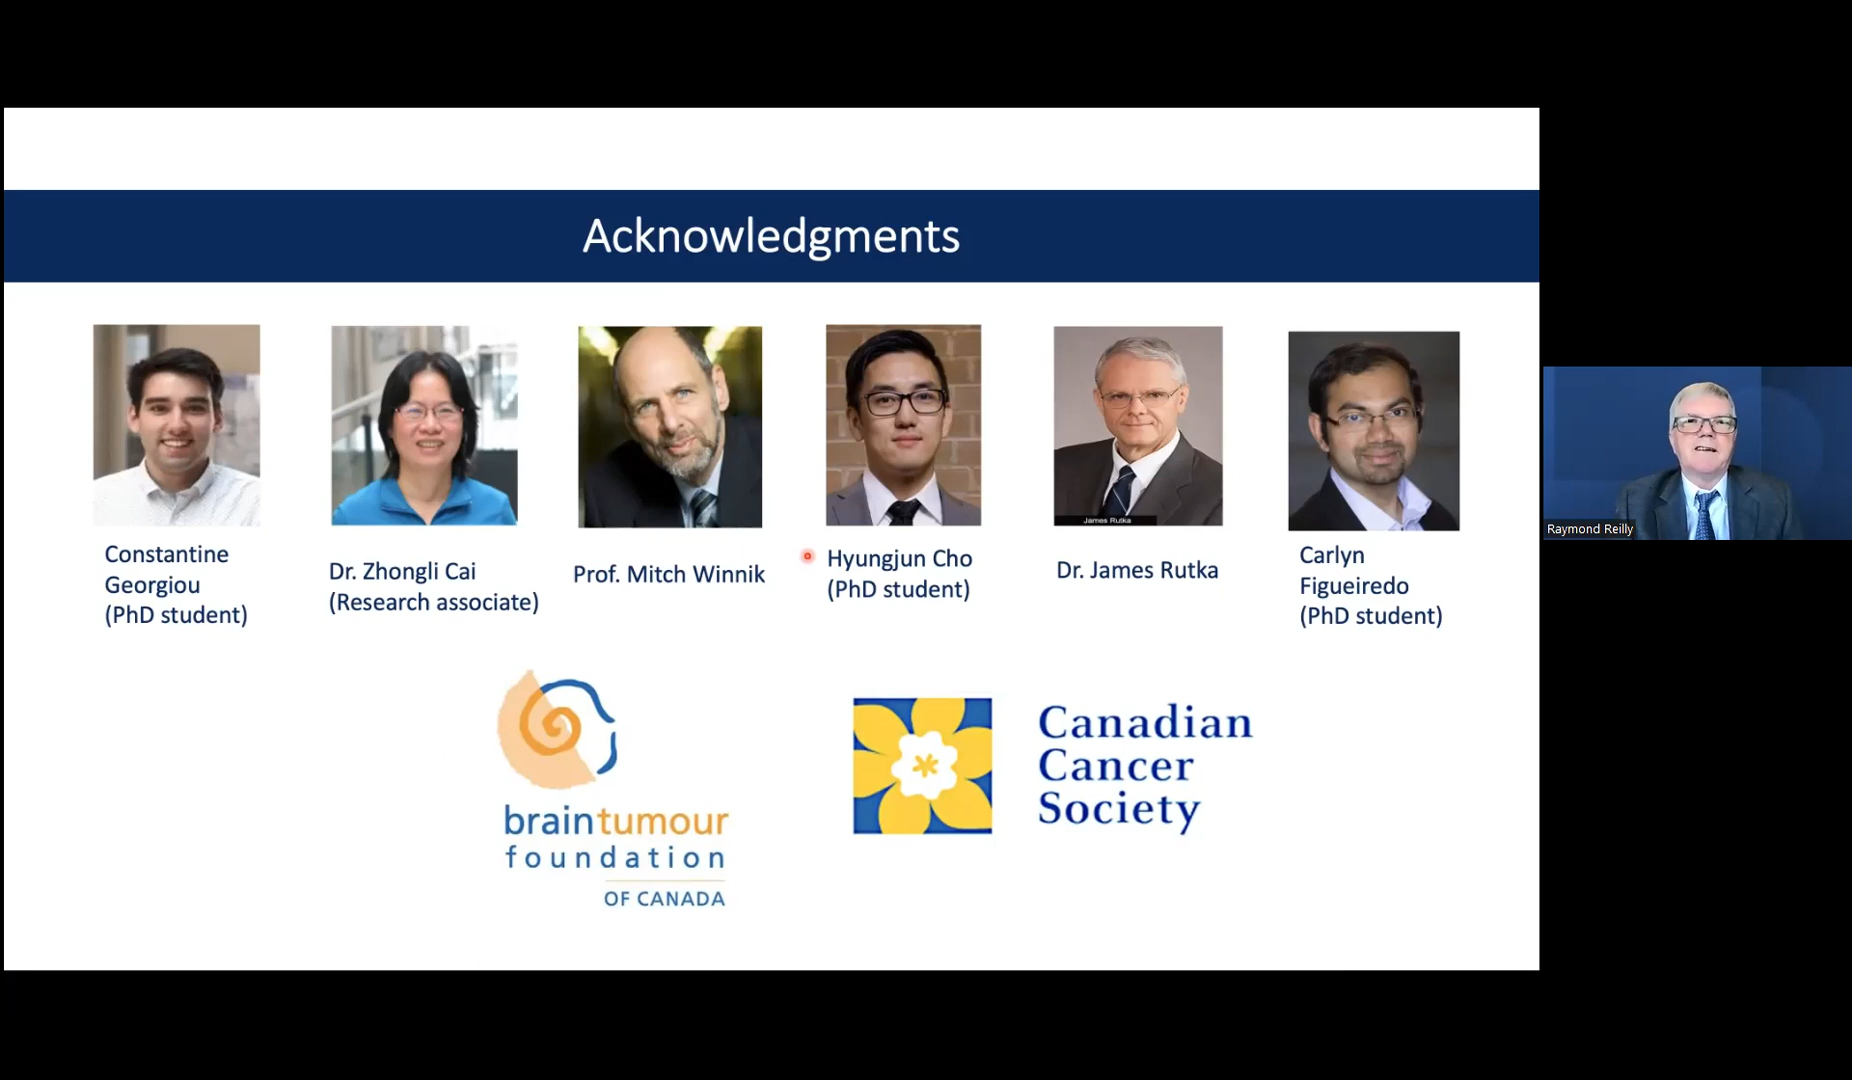 Acknowledgments
James Rutka
Constantine
Georgiou
(PhD student)
Dr. Zhongli Cai
(Research associate)
Prof. Mitch Winnik
Hyungjun Cho
(PhD student)
Dr. James Rutka
Carlyn
Figueiredo
(PhD student)
Raymond Reilly
braintumour
foundation
OF CANADA
Canadian
Cancer
Society